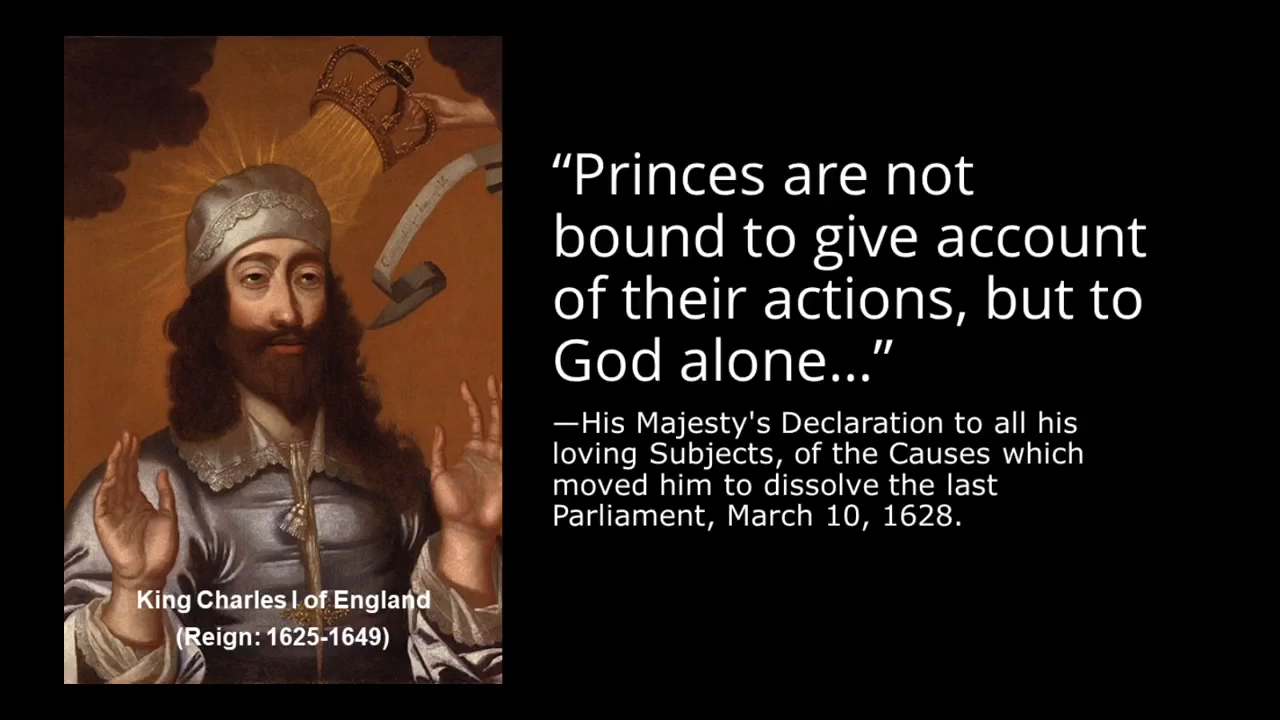 “Princes are not
bound to give account
of their actions, but to
God alone...”
—His Majesty's Declaration to all his
loving Subjects, of the Causes which
moved him to dissolve the last
Parliament, March 10, 1628.
King Charles I of England
(Reign: 1625-1649)